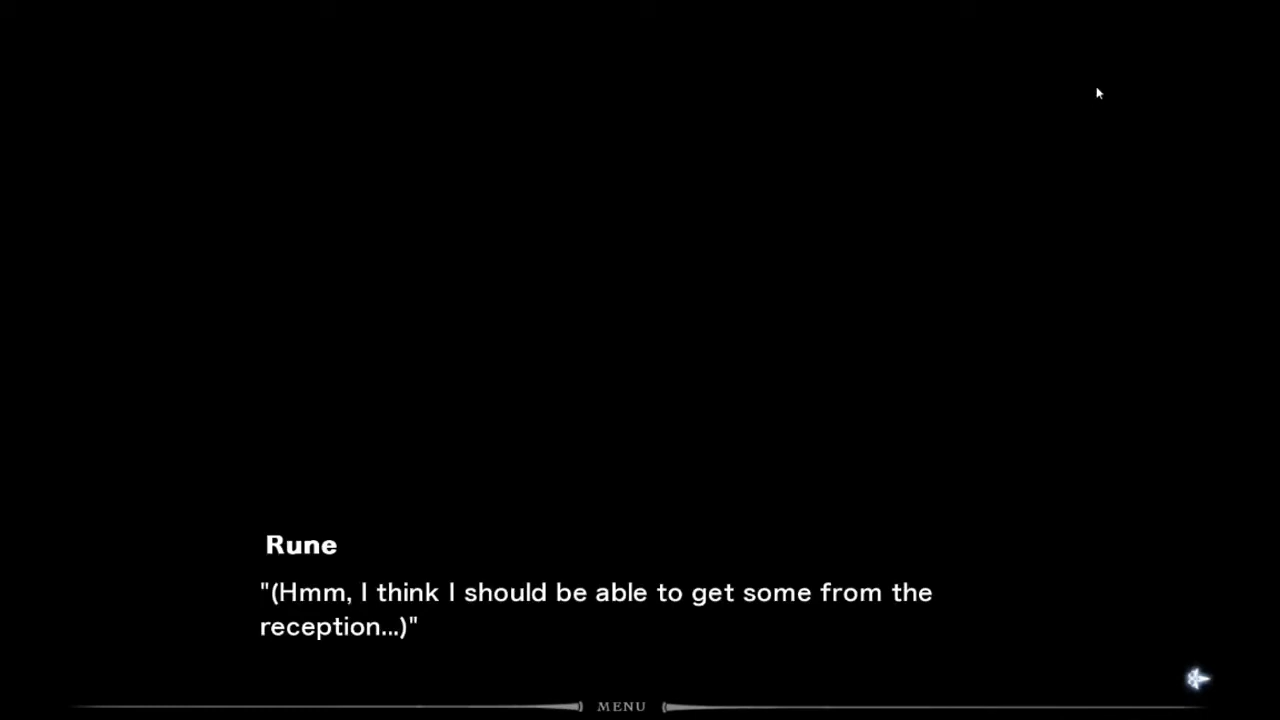 Rune
"(Hmm, I think I should be able to get some from the
reception...)"
MENU